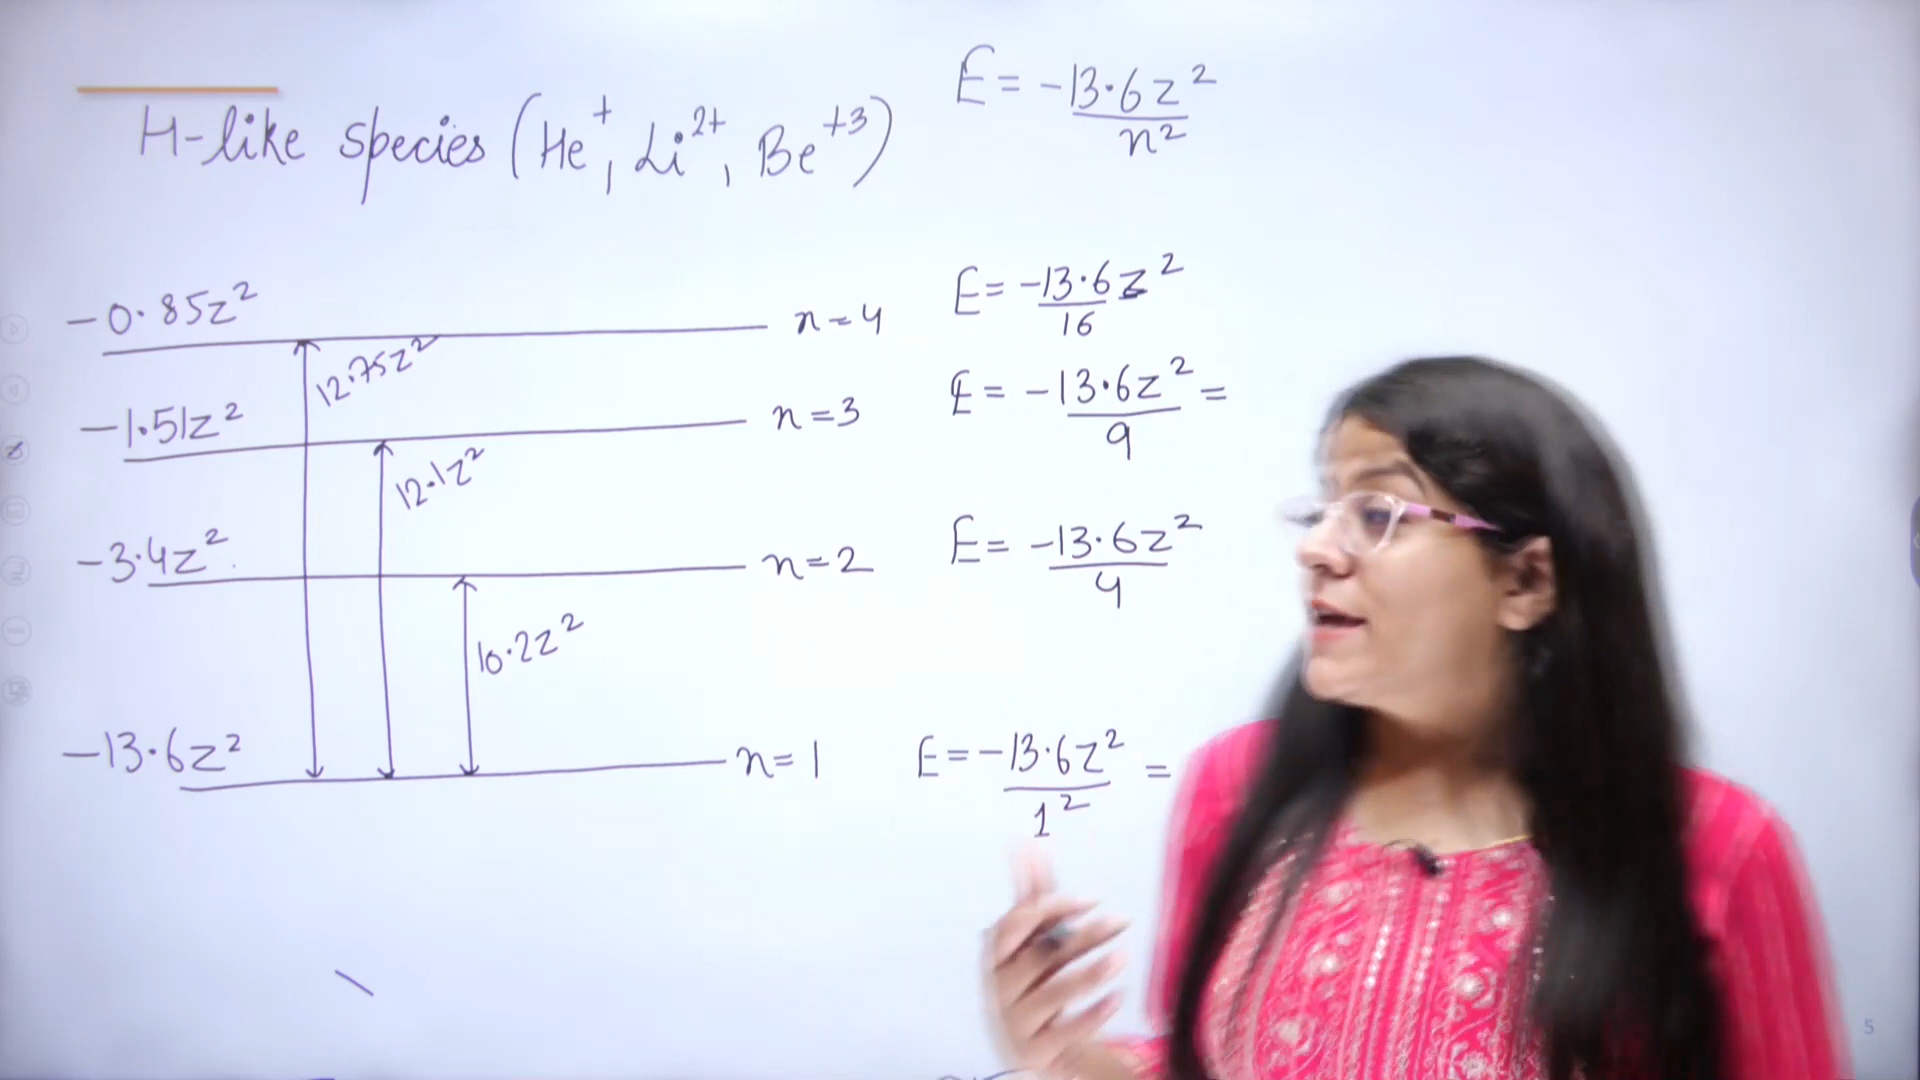 H-like species (He⁺, Li²⁺, Be⁺³)
E = -13.6z² / n²
-0.85z²
n=4
E = -13.6z² / 16
12.75z²
-1.51z²
n=3
E = -13.6z² / 9 =
12.1z²
-3.4z²
n=2
E = -13.6z² / 4
10.2z²
-13.6z²
n=1
E = -13.6z² / 1² =
5